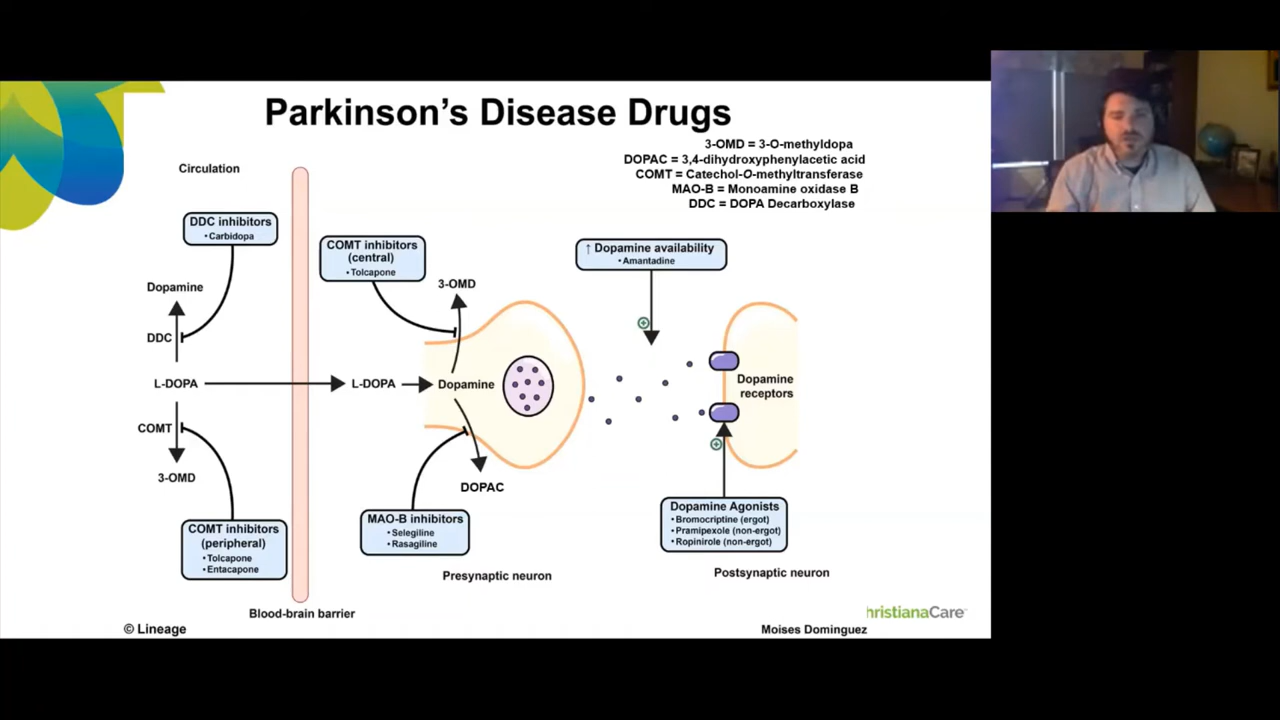 Parkinson's Disease Drugs
3-OMD = 3-O-methyldopa
DOPAC = 3,4-dihydroxyphenylacetic acid
COMT = Catechol-O-methyltransferase
MAO-B = Monoamine oxidase B
DDC = DOPA Decarboxylase
Circulation
DDC inhibitors
• Carbidopa
Dopamine
DDC
L-DOPA
COMT
3-OMD
COMT inhibitors
(peripheral)
• Tolcapone
• Entacapone
Blood-brain barrier
COMT inhibitors
(central)
• Tolcapone
3-OMD
L-DOPA
Dopamine
DOPAC
MAO-B inhibitors
• Selegiline
• Rasagiline
Presynaptic neuron
↑ Dopamine availability
• Amantadine
+
Dopamine
receptors
+
Dopamine Agonists
• Bromocriptine (ergot)
• Pramipexole (non-ergot)
• Ropinirole (non-ergot)
Postsynaptic neuron
hristianaCare
© Lineage
Moises Dominguez